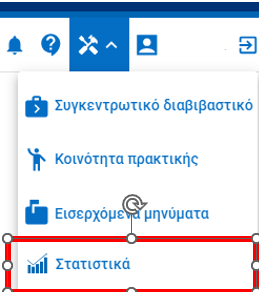 Συγκεντρωτικό διαβιβαστικό
Κοινότητα πρακτικής
Εισερχόμενα μηνύματα
Στατιστικά